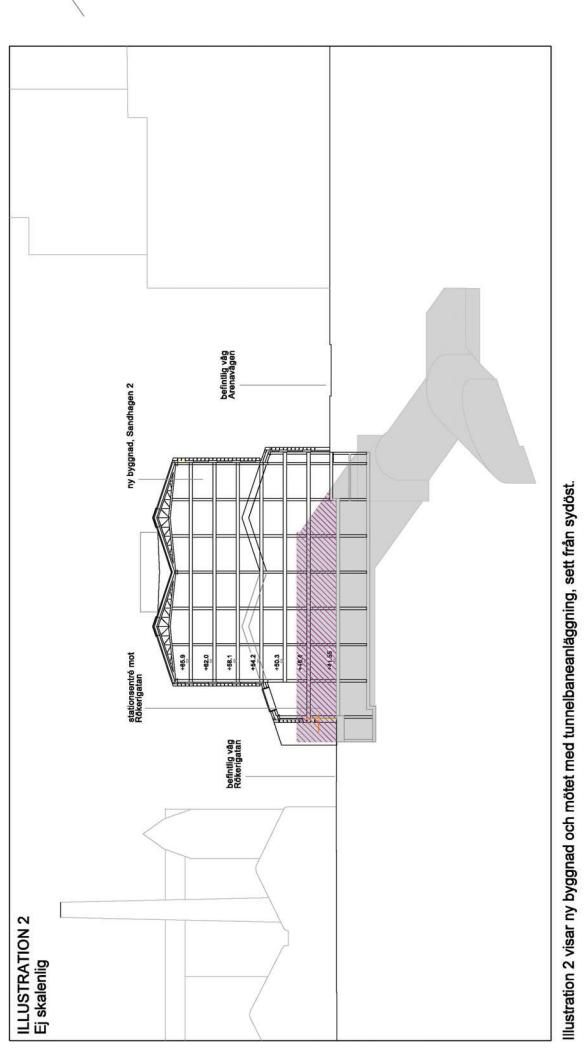 ILLUSTRATION 2
Ej skalenlig
befintlig väg
Rökerigatan
stationsentré mot
Rökerigatan
ny byggnad, Sandhagen 2
befintlig väg
Arenavägen
+65.9
+62.0
+58.1
+54.2
+50.3
+41.55
Illustration 2 visar ny byggnad och mötet med tunnelbaneanläggning, sett från sydöst.